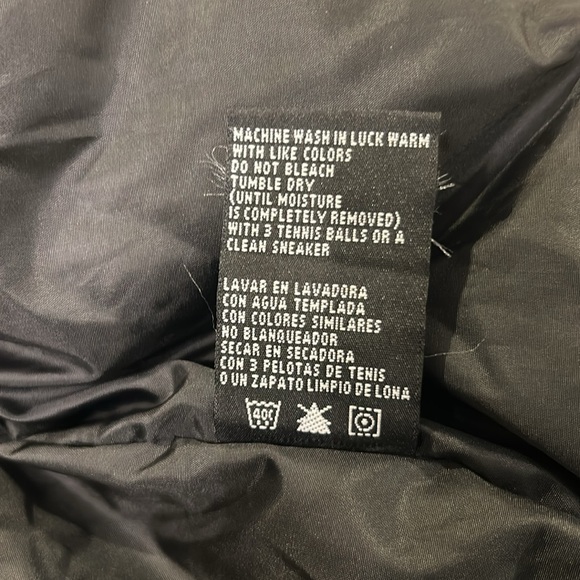 MACHINE WASH IN LUCK WARM
WITH LIKE COLORS
DO NOT BLEACH
TUMBLE DRY
(UNTIL MOISTURE
IS COMPLETELY REMOVED)
WITH 3 TENNIS BALLS OR A
CLEAN SNEAKER
LAVAR EN LAVADORA
CON AGUA TEMPLADA
CON COLORES SIMILARES
NO BLANQUEADOR
SECAR EN SECADORA
CON 3 PELOTAS DE TENIS
O UN ZAPATO LIMPIO DE LONA
40C